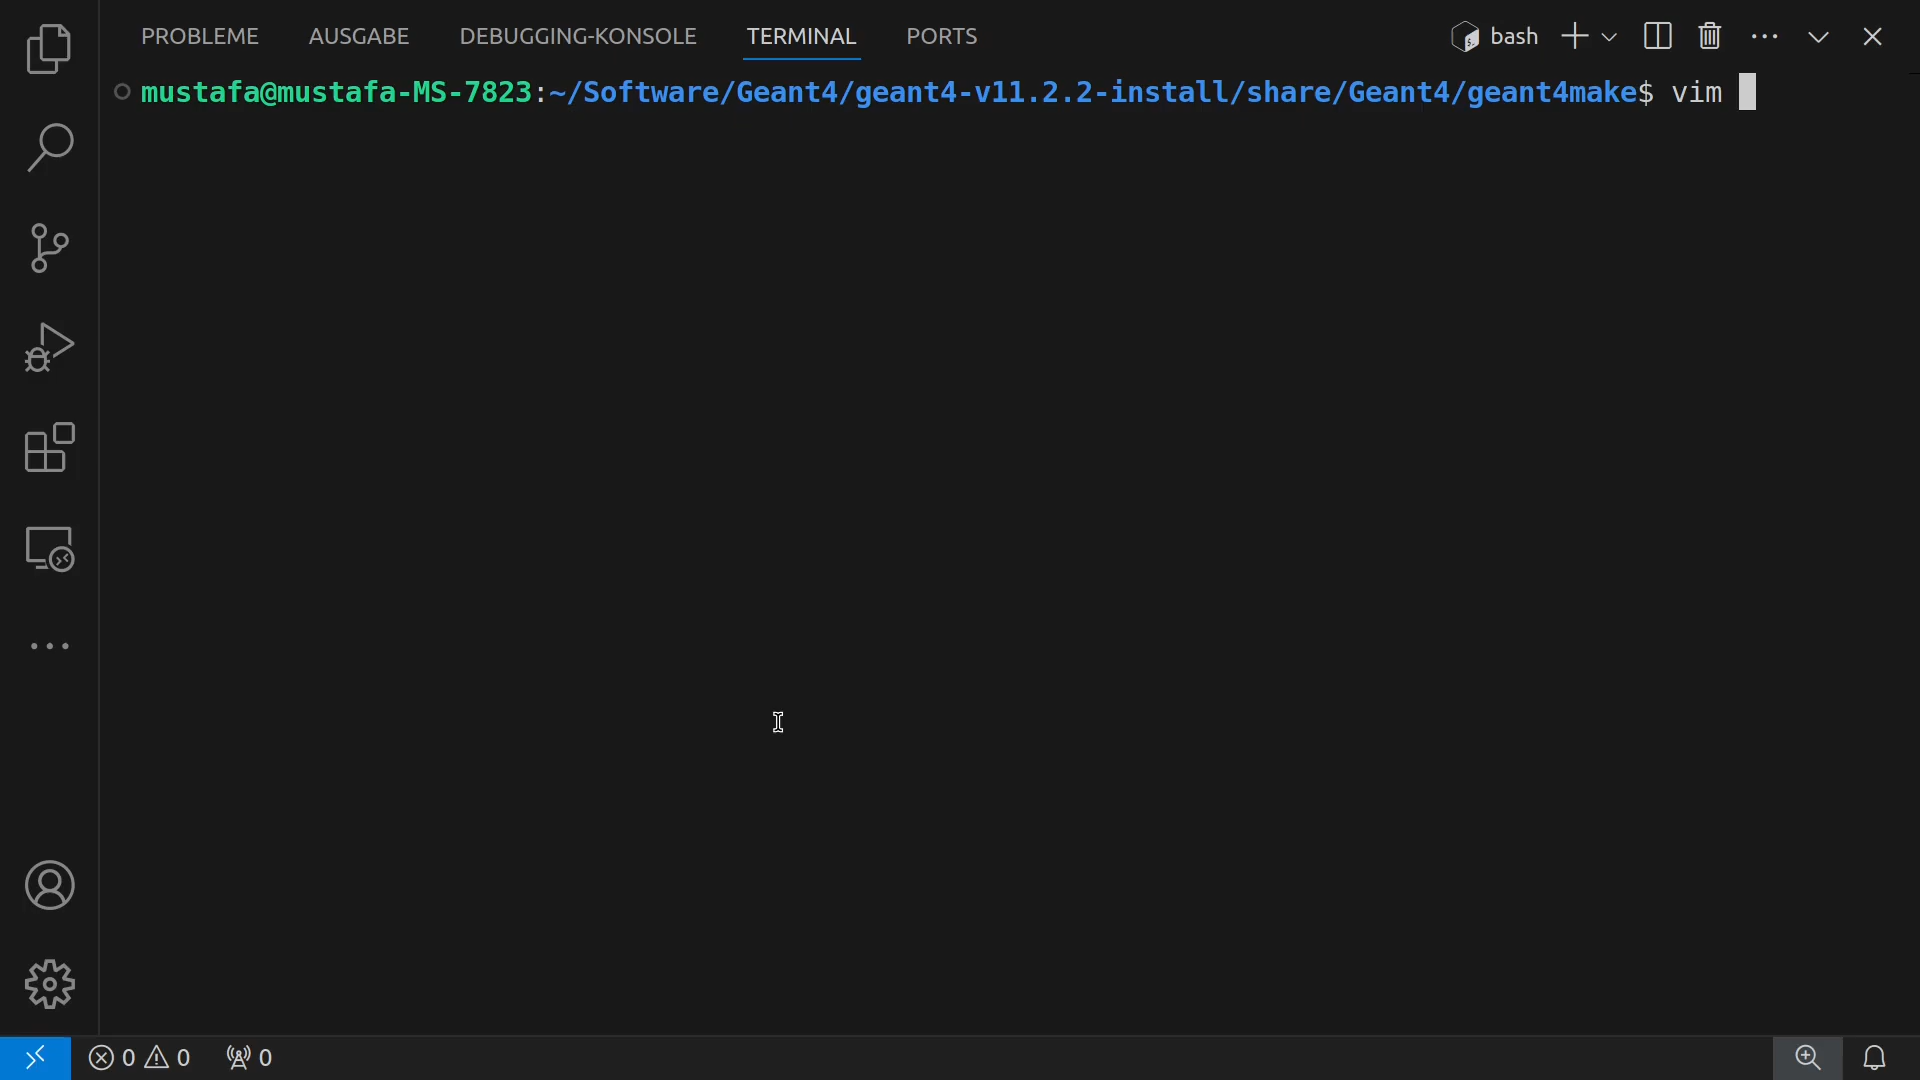 PROBLEME AUSGABE DEBUGGING-KONSOLE TERMINAL PORTS bash
mustafa@mustafa-MS-7823:~/Software/Geant4/geant4-v11.2.2-install/share/Geant4/geant4make$ vim
0 0 0